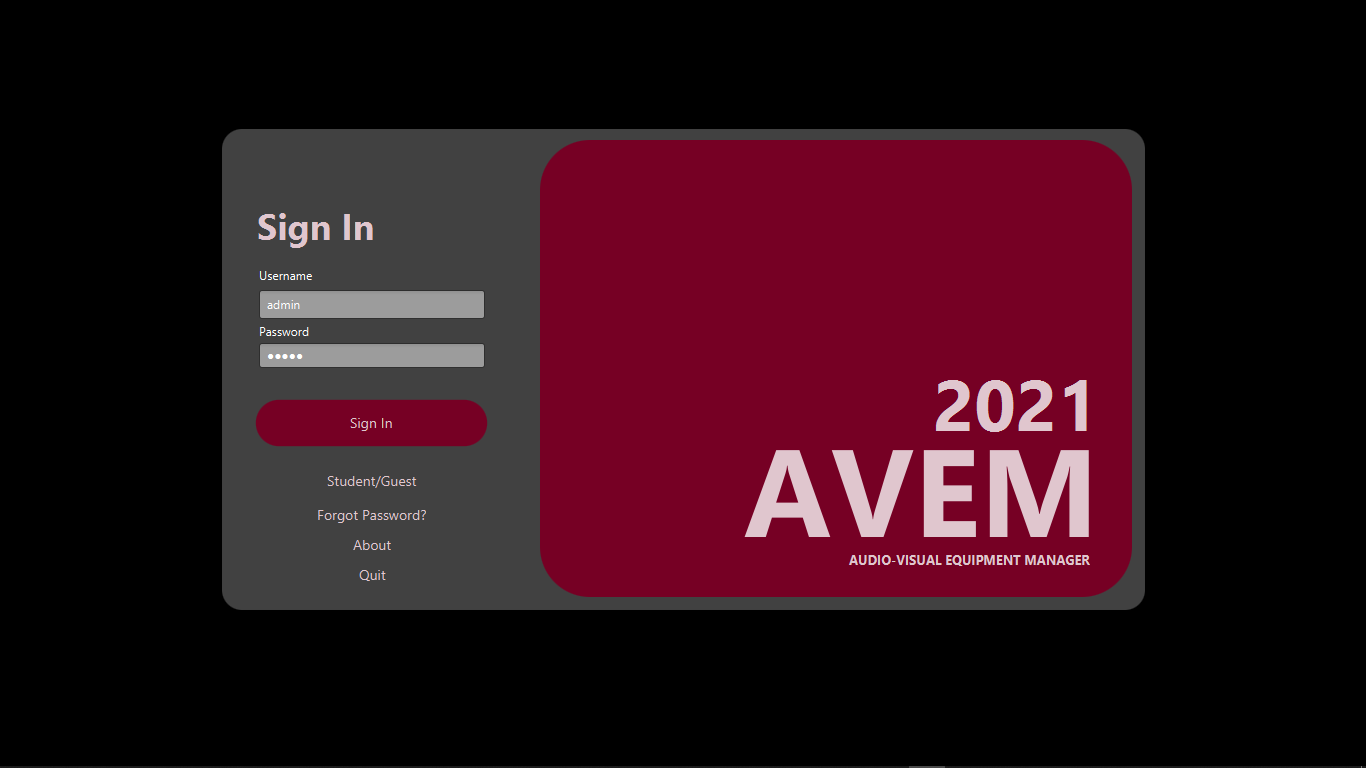 Sign In
Username
admin
Password
●●●●●
Sign In
Student/Guest
Forgot Password?
About
Quit
2021
AVEM
AUDIO-VISUAL EQUIPMENT MANAGER